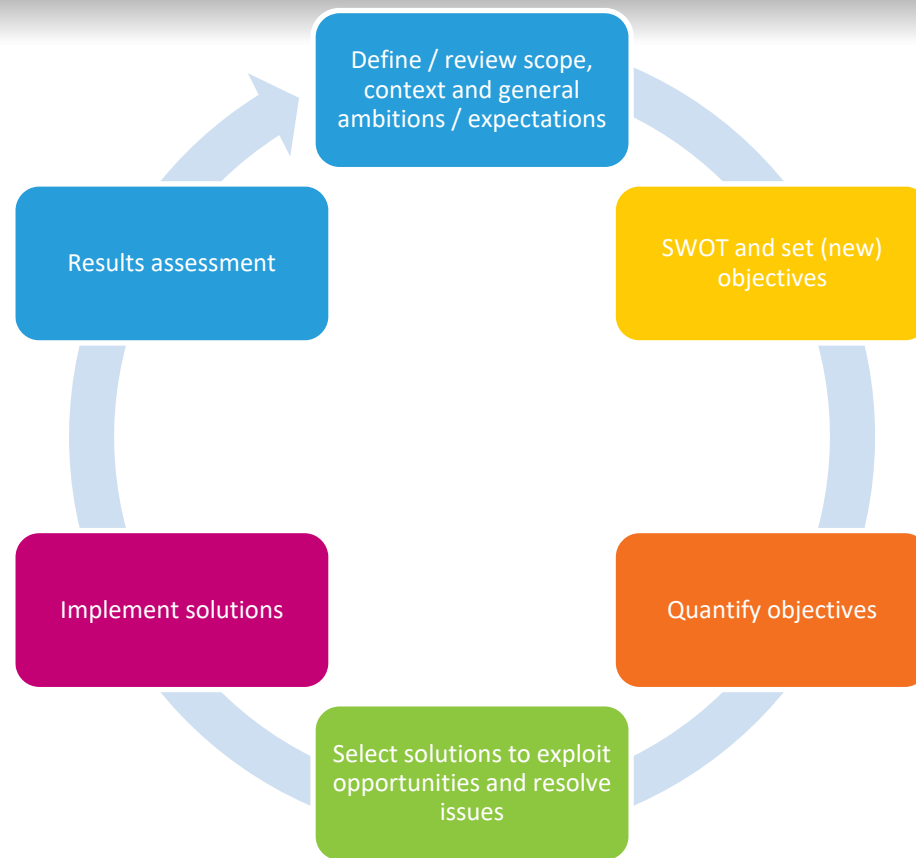 Define / review scope,
context and general
ambitions / expectations
SWOT and set (new)
objectives
Quantify objectives
Select solutions to exploit
opportunities and resolve
issues
Implement solutions
Results assessment